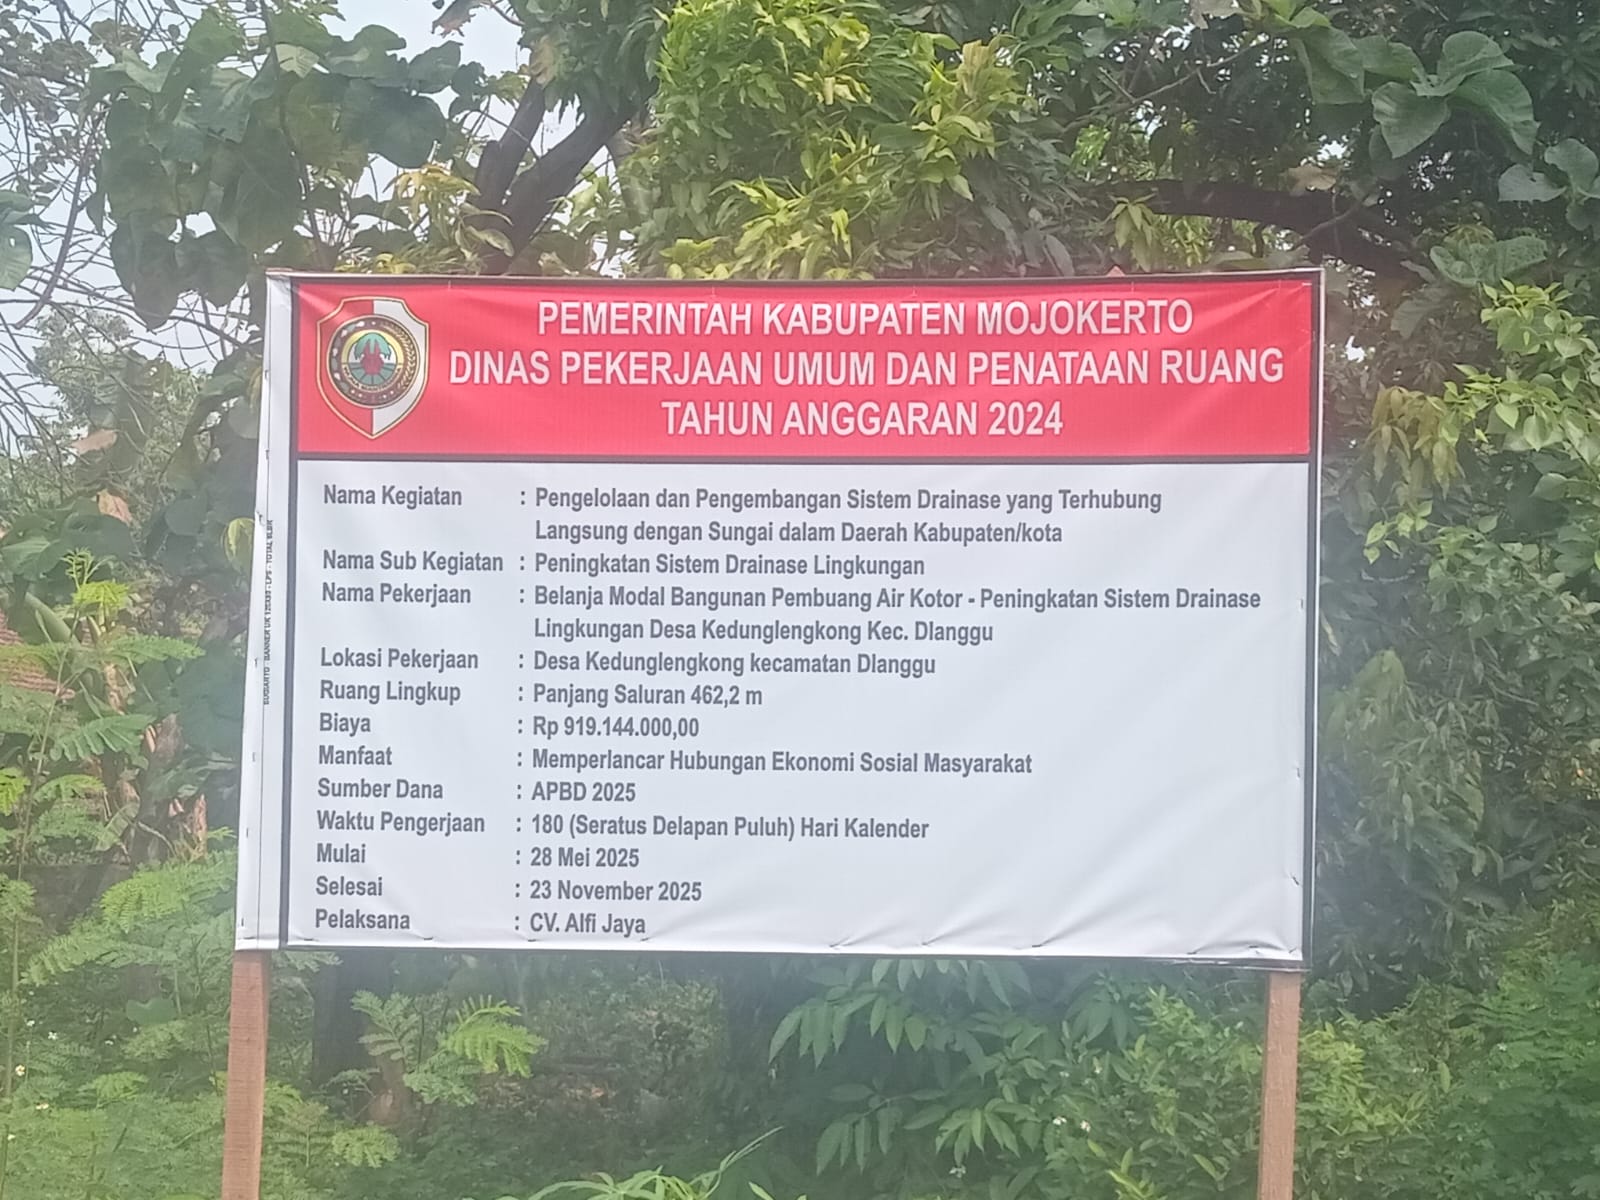 PEMERINTAH KABUPATEN MOJOKERTO
DINAS PEKERJAAN UMUM DAN PENATAAN RUANG
TAHUN ANGGARAN 2024
Nama Kegiatan : Pengelolaan dan Pengembangan Sistem Drainase yang Terhubung
Langsung dengan Sungai dalam Daerah Kabupaten/kota
Nama Sub Kegiatan : Peningkatan Sistem Drainase Lingkungan
Nama Pekerjaan : Belanja Modal Bangunan Pembuang Air Kotor - Peningkatan Sistem Drainase
Lingkungan Desa Kedunglengkong Kec. Dlanggu
Lokasi Pekerjaan : Desa Kedunglengkong kecamatan Dlanggu
Ruang Lingkup : Panjang Saluran 462,2 m
Biaya : Rp 919.144.000,00
Manfaat : Memperlancar Hubungan Ekonomi Sosial Masyarakat
Sumber Dana : APBD 2025
Waktu Pengerjaan : 180 (Seratus Delapan Puluh) Hari Kalender
Mulai : 28 Mei 2025
Selesai : 23 November 2025
Pelaksana : CV. Alfi Jaya